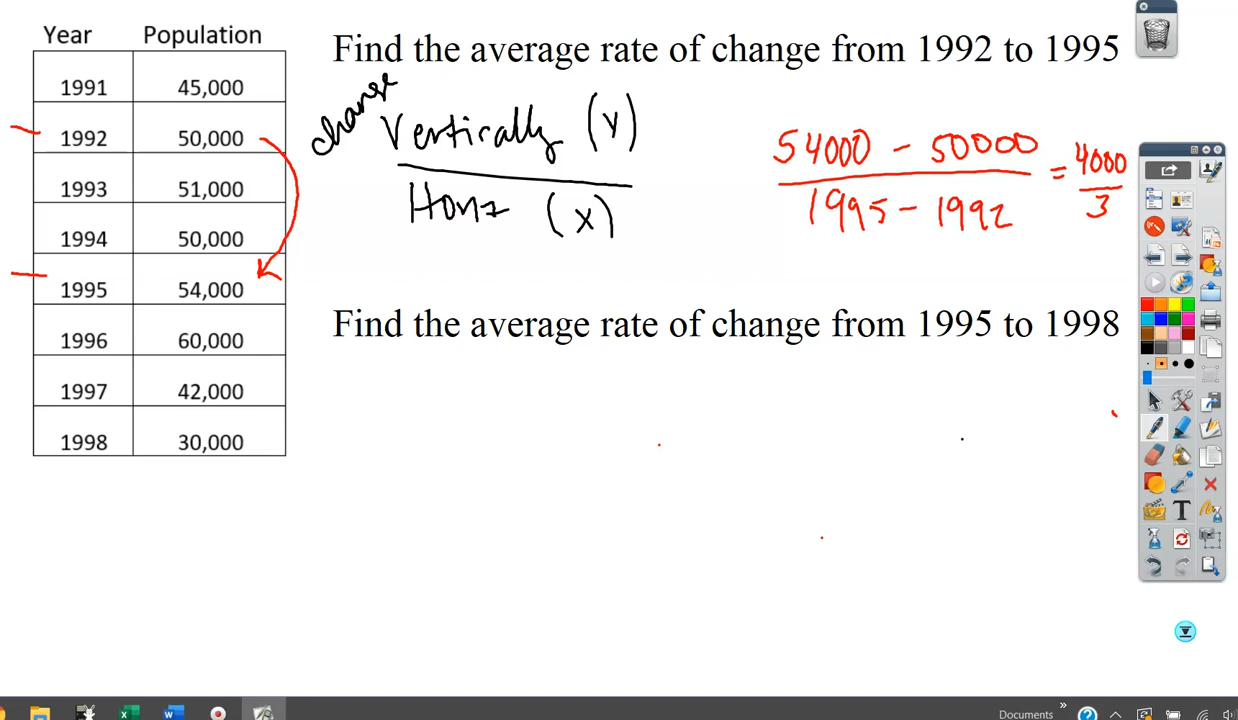 Year Population
1991 45,000
1992 50,000
1993 51,000
1994 50,000
1995 54,000
1996 60,000
1997 42,000
1998 30,000
Find the average rate of change from 1992 to 1995
change Vertically (y)
Horiz (x)
54000 - 50000 = 4000
1995 - 1992 3
Find the average rate of change from 1995 to 1998
Documents